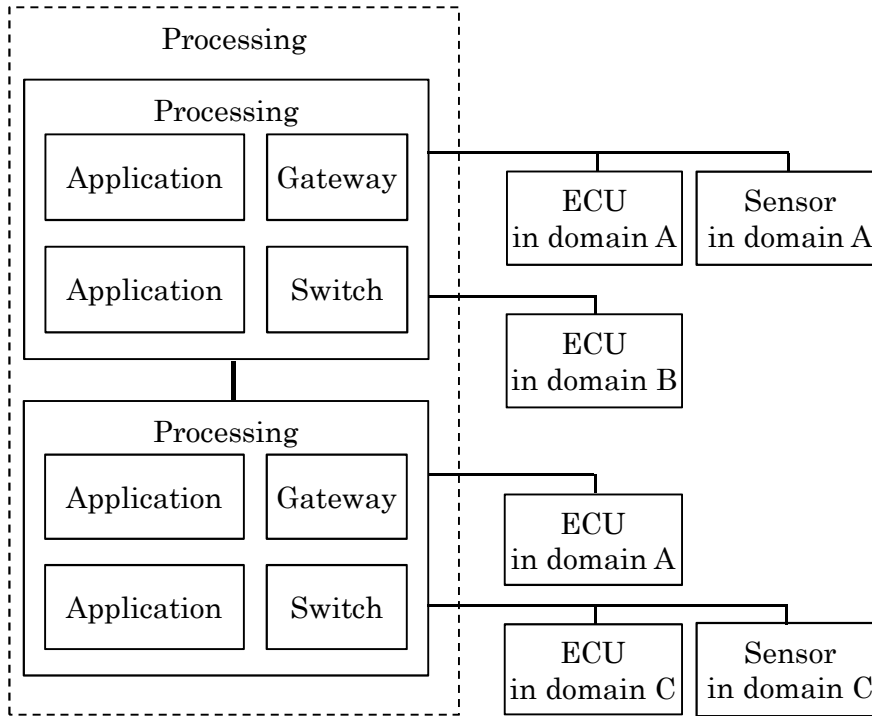 Processing
Processing
Application
Gateway
Application
Switch
ECU
in domain A
Sensor
in domain A
ECU
in domain B
Processing
Application
Gateway
Application
Switch
ECU
in domain A
ECU
in domain C
Sensor
in domain C